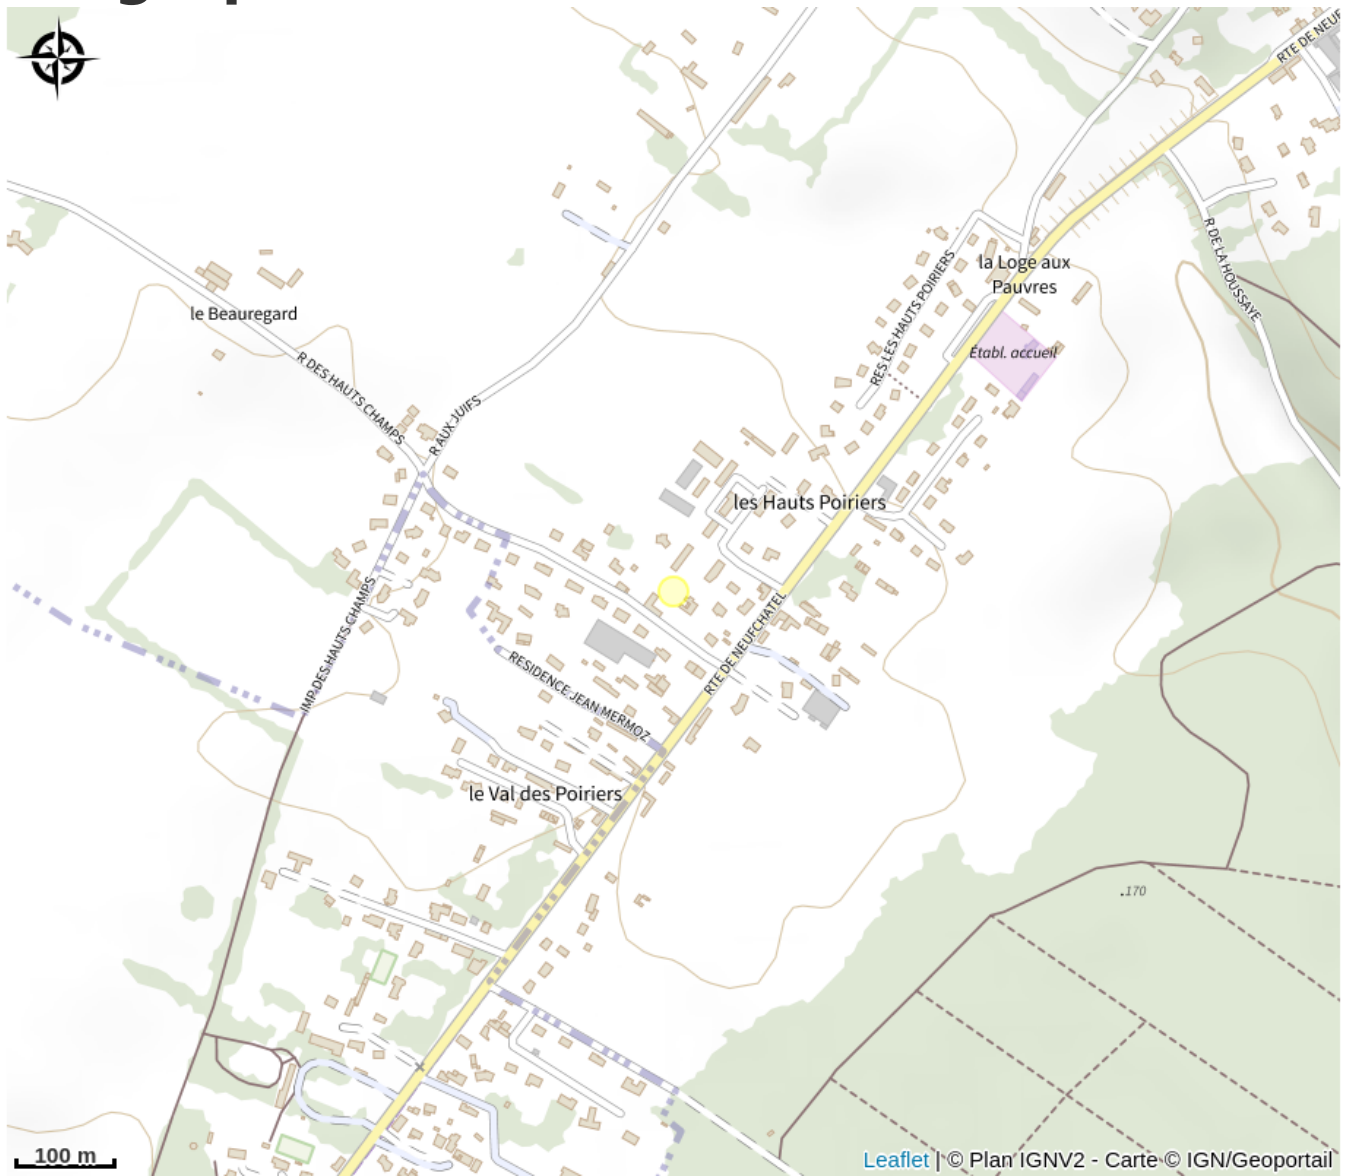 RTE DE NEUF
R DE LA HOUSSAYE
la Loge aux
Pauvres
RES LES HAUTS POIRIERS
le Beauregard
Établ. accueil
R DES HAUTS CHAMPS
R AUX JUIFS
les Hauts Poiriers
IMP DES HAUTS CHAMPS
RTE DE NEUFCHATEL
RESIDENCE JEAN MERMOZ
le Val des Poiriers
.170
100 m
Leaflet | © Plan IGNV2 - Carte © IGN/Geoportail